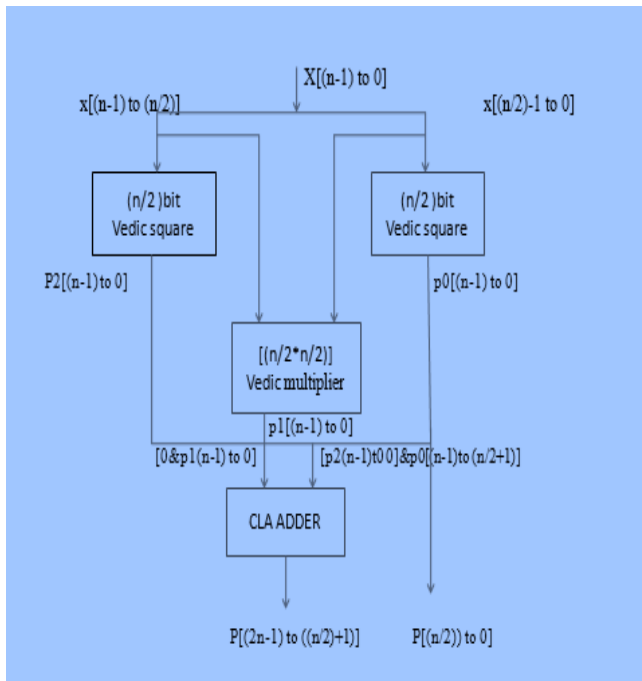 X[(n-1) to 0]
x[(n-1) to (n/2)]
x[(n/2)-1 to 0]
(n/2 )bit
Vedic square
(n/2 )bit
Vedic square
P2[(n-1) to 0]
p0[(n-1) to 0]
[(n/2*n/2)]
Vedic multiplier
p1[(n-1) to 0]
[0&p1(n-1) to 0]
[p2(n-1)t0 0]&p0[(n-1)to (n/2+1)]
CLA ADDER
P[(2n-1) to ((n/2)+1)]
P[(n/2)) to 0]